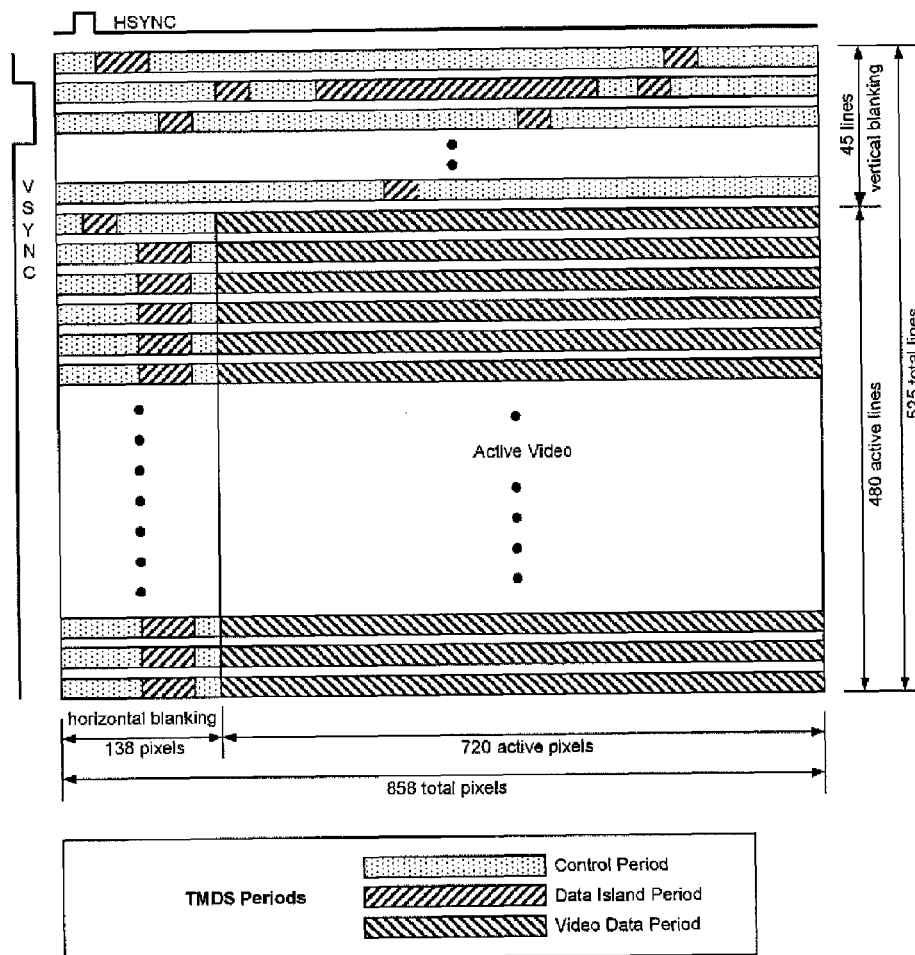 HSYNC
VSYNC
45 lines
vertical blanking
480 active lines
525 total lines
Active Video
horizontal blanking
138 pixels
720 active pixels
858 total pixels
TMDS Periods
Control Period
Data Island Period
Video Data Period